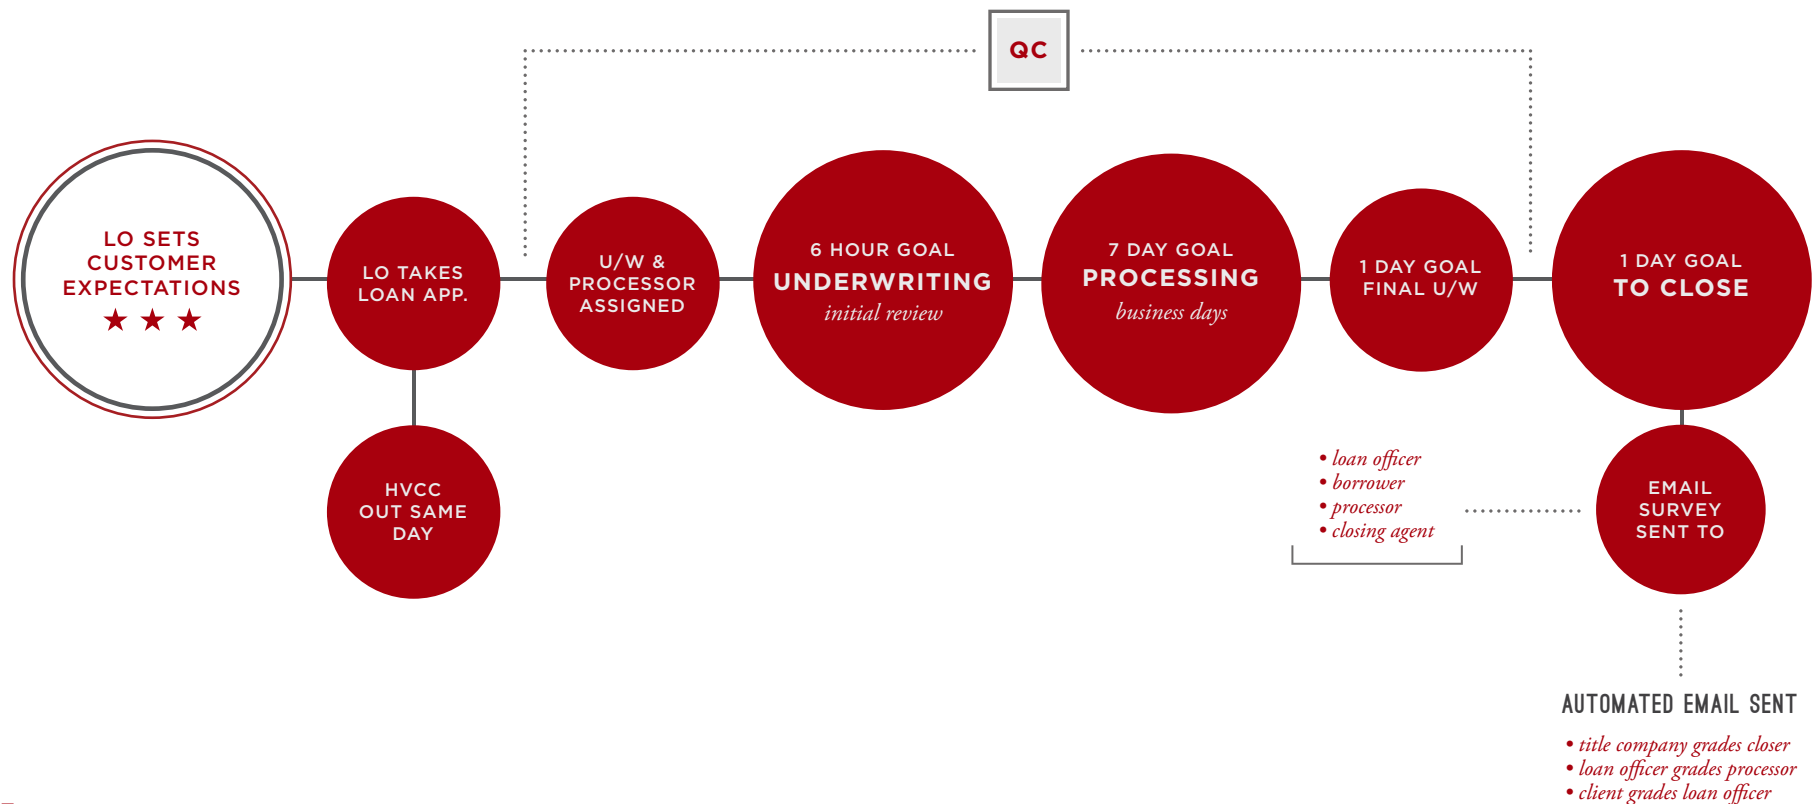 QC
LO SETS
CUSTOMER
EXPECTATIONS
LO TAKES
LOAN APP.
HVCC
OUT SAME
DAY
U/W &
PROCESSOR
ASSIGNED
6 HOUR GOAL
UNDERWRITING
initial review
7 DAY GOAL
PROCESSING
business days
1 DAY GOAL
FINAL U/W
1 DAY GOAL
TO CLOSE
• loan officer
• borrower
• processor
• closing agent
EMAIL
SURVEY
SENT TO
AUTOMATED EMAIL SENT
• title company grades closer
• loan officer grades processor
• client grades loan officer